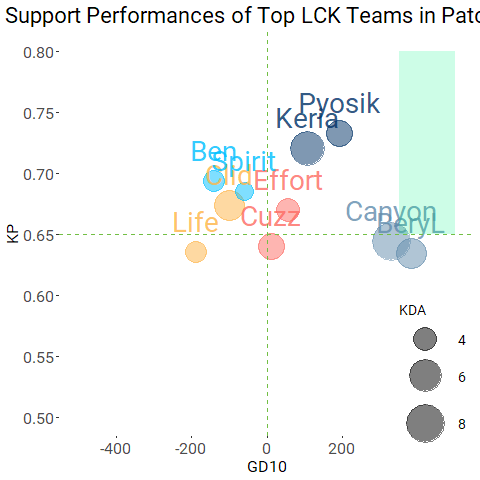 Support Performances of Top LCK Teams in Patc
0.80
0.75
0.70
0.65
0.60
0.55
0.50
KP
Pyosik
Keria
Ben
Spirit
Clid
Effort
Life
Cuzz
Canyon
BeryL
KDA
4
6
8
-400
-200
0
200
GD10